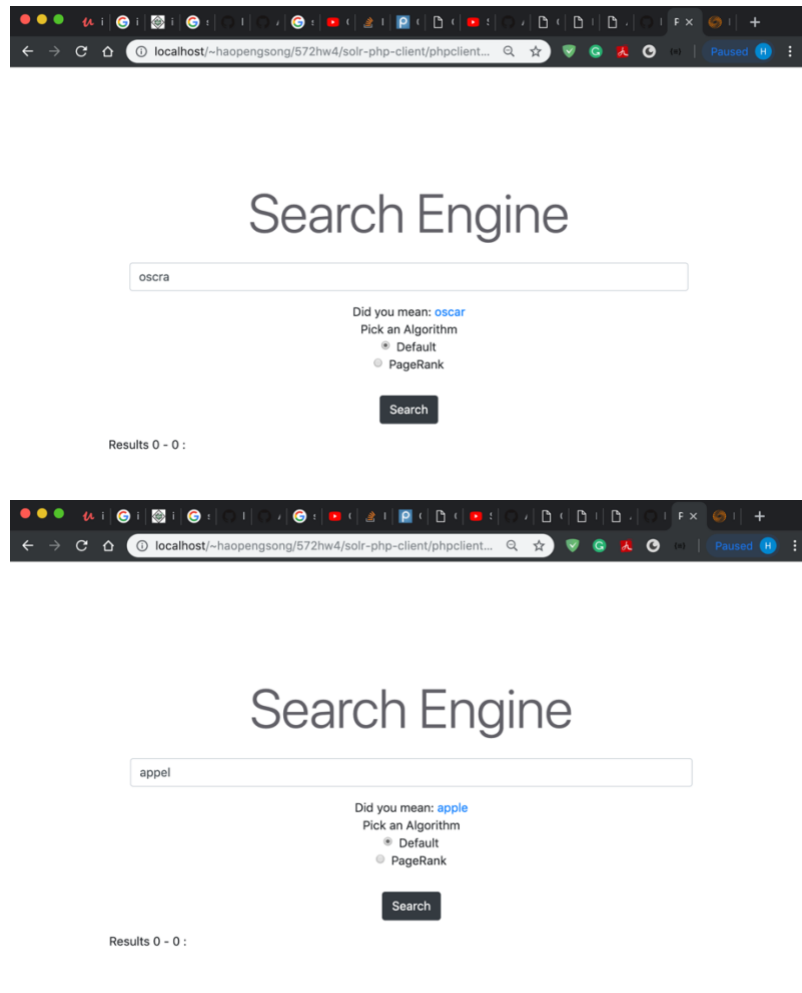 localhost/~haopengsong/572hw4/solr-php-client/phpclient... Paused H
Search Engine
oscra
Did you mean: oscar
Pick an Algorithm
Default
PageRank
Search
Results 0 - 0 :
localhost/~haopengsong/572hw4/solr-php-client/phpclient... Paused H
Search Engine
appel
Did you mean: apple
Pick an Algorithm
Default
PageRank
Search
Results 0 - 0 :